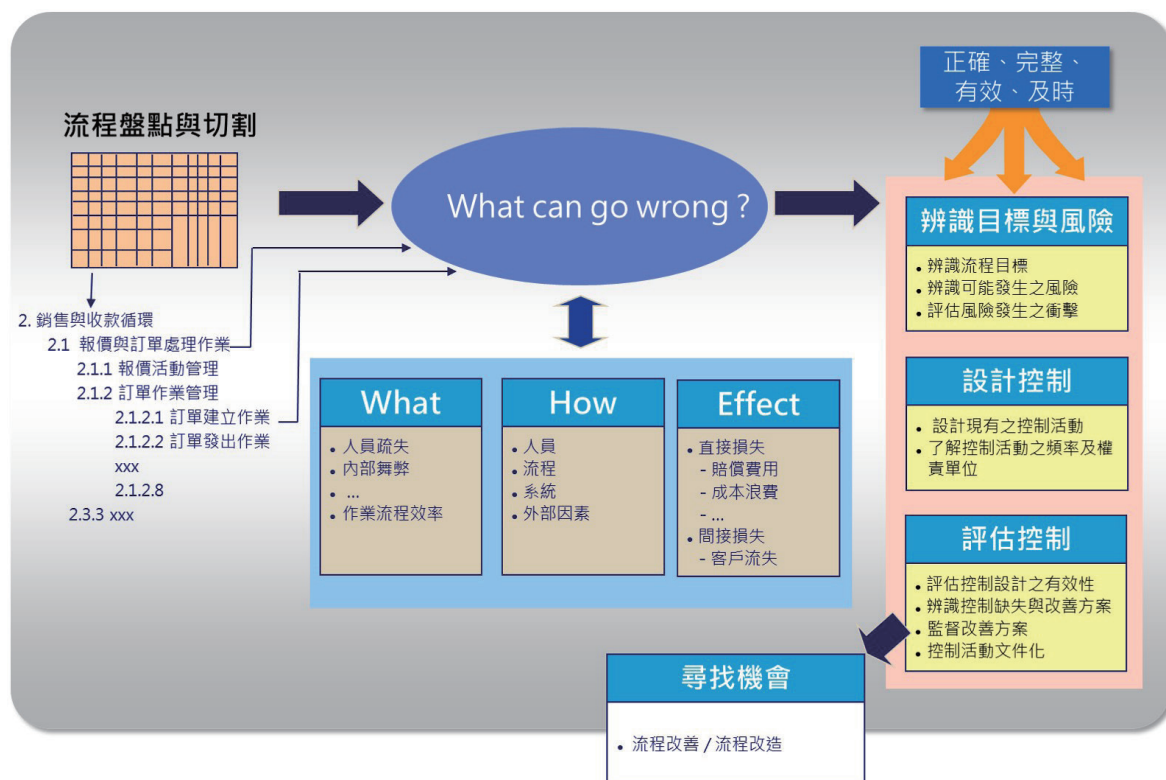 正確、完整、
有效、及時
流程盤點與切割
What can go wrong ?
2. 銷售與收款循環
2.1 報價與訂單處理作業
2.1.1 報價活動管理
2.1.2 訂單作業管理
2.1.2.1 訂單建立作業
2.1.2.2 訂單發出作業
xxx
2.1.2.8
2.3.3 xxx
What
• 人員疏失
• 內部舞弊
• ...
• 作業流程效率
How
• 人員
• 流程
• 系統
• 外部因素
Effect
• 直接損失
- 賠償費用
- 成本浪費
- ...
• 間接損失
- 客戶流失
辨識目標與風險
• 辨識流程目標
• 辨識可能發生之風險
• 評估風險發生之衝擊
設計控制
• 設計現有之控制活動
• 了解控制活動之頻率及權
責單位
評估控制
• 評估控制設計之有效性
• 辨識控制缺失與改善方案
• 監督改善方案
• 控制活動文件化
尋找機會
• 流程改善 / 流程改造